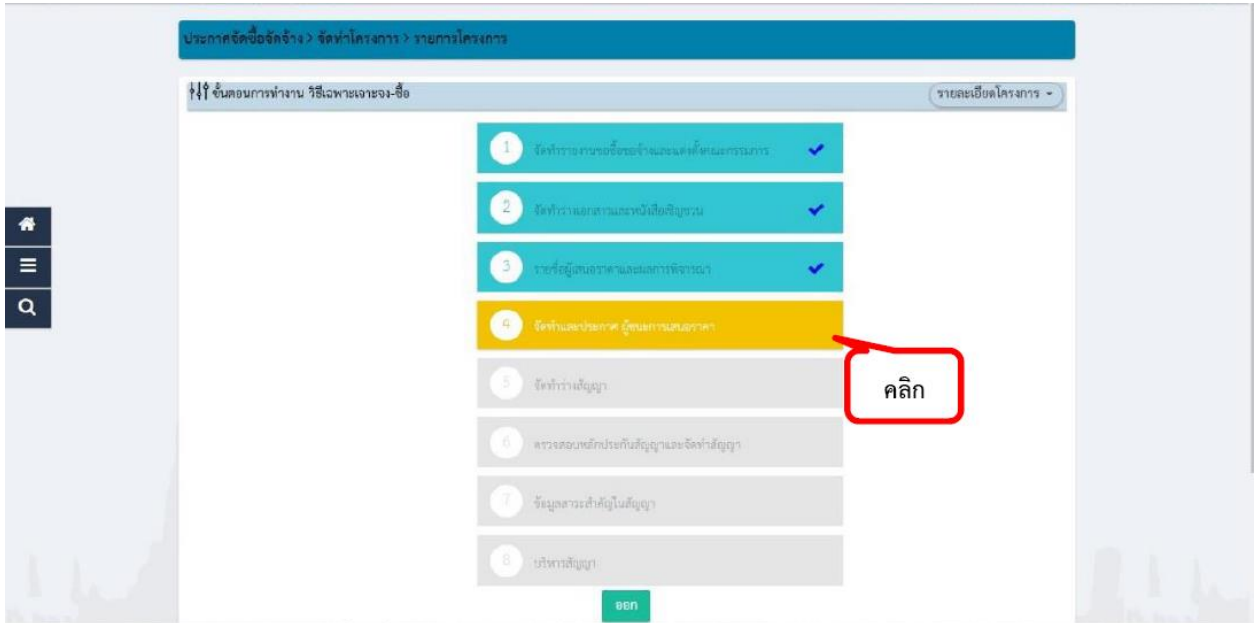 ประกาศจัดซื้อจัดจ้าง > จัดทำโครงการ > รายการโครงการ
ขั้นตอนการทำงาน วิธีเฉพาะเจาะจง-ซื้อ
รายละเอียดโครงการ
1 จัดทำรายงานขอซื้อขอจ้างและแต่งตั้งคณะกรรมการ
2 จัดทำร่างเอกสารและหนังสือเชิญชวน
3 รายชื่อผู้เสนอราคาและผลการพิจารณา
4 จัดทำและประกาศ ผู้ชนะการเสนอราคา
คลิก
5 จัดทำร่างสัญญา
6 ตรวจสอบหลักประกันสัญญาและจัดทำสัญญา
7 ข้อมูลสาระสำคัญในสัญญา
8 บริหารสัญญา
ออก